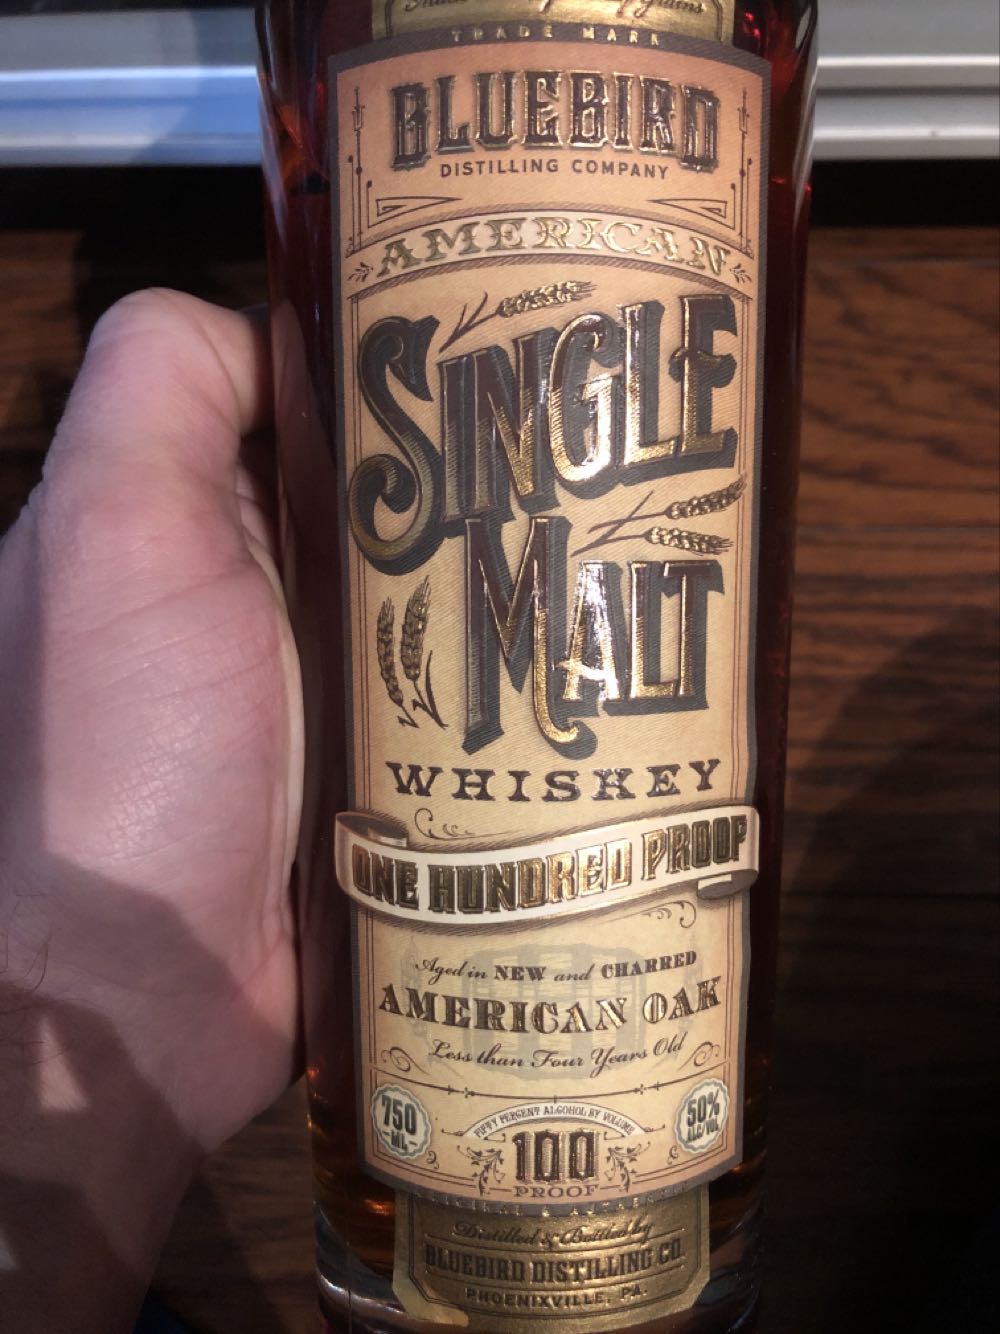 TRADE MARK
BLUEBIRD
DISTILLING COMPANY
AMERICAN
SINGLE
MALT
WHISKEY
ONE HUNDRED PROOF
Aged in NEW and CHARRED
AMERICAN OAK
Less than Four Years Old
750
ML
FIFTY PERCENT ALCOHOL BY VOLUME
100
PROOF
50%
ALC/VOL
Distilled & Bottled by
BLUEBIRD DISTILLING CO.
PHOENIXVILLE, PA.